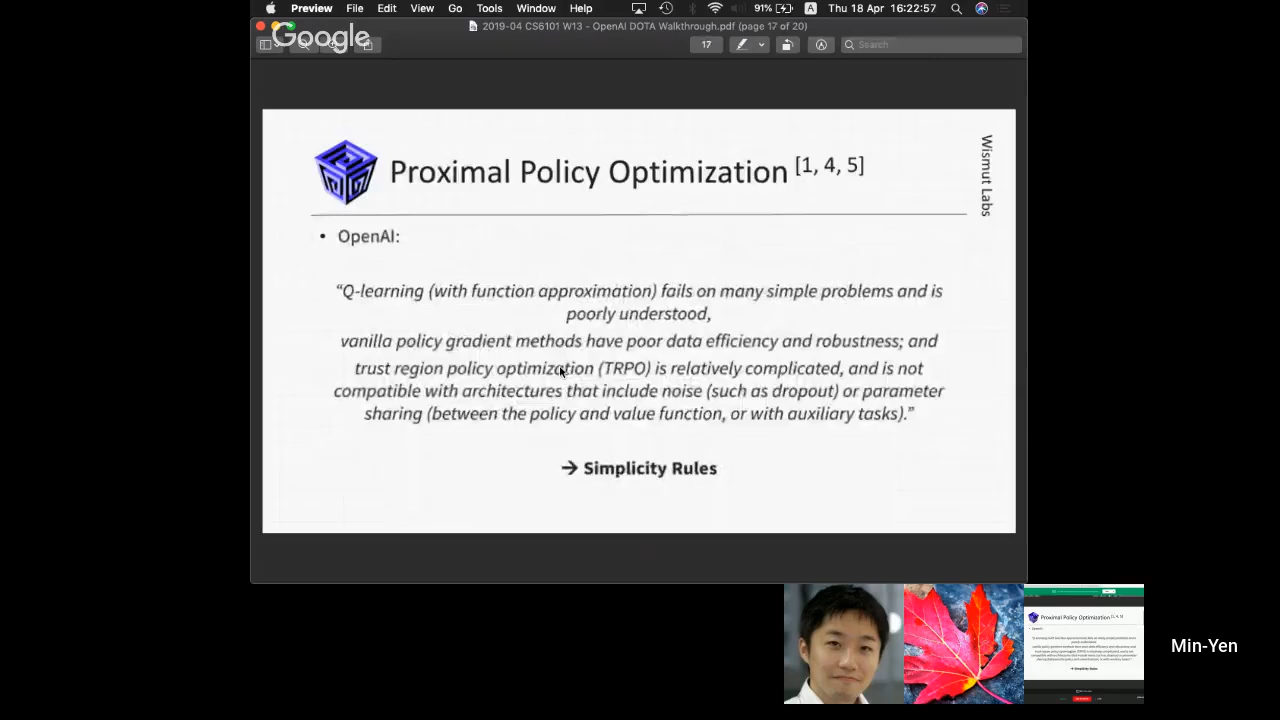 Preview File Edit View Go Tools Window Help 91% A Thu 18 Apr 16:22:57
Google
2019-04 CS6101 W13 - OpenAI DOTA Walkthrough.pdf (page 17 of 20)
17 Search
Proximal Policy Optimization [1, 4, 5]
Wismut Labs
• OpenAI:
“Q-learning (with function approximation) fails on many simple problems and is
poorly understood,
vanilla policy gradient methods have poor data efficiency and robustness; and
trust region policy optimization (TRPO) is relatively complicated, and is not
compatible with architectures that include noise (such as dropout) or parameter
sharing (between the policy and value function, or with auxiliary tasks).”
→ Simplicity Rules
Proximal Policy Optimization
→ Simplicity Rules
Min-Yen